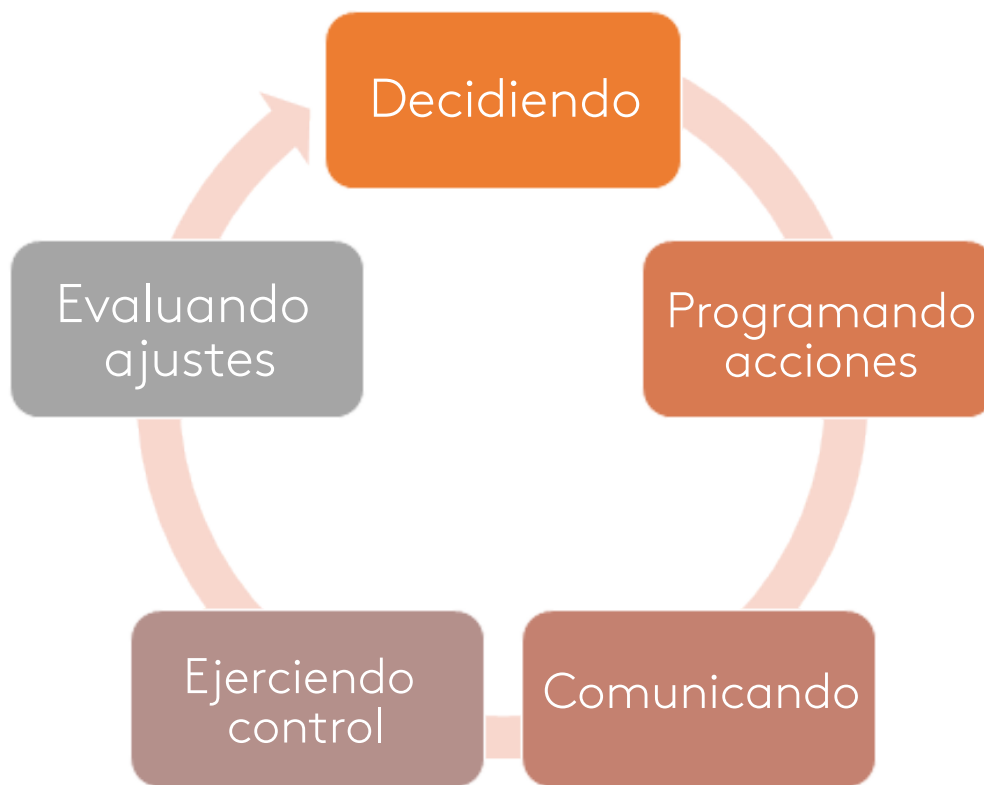 Decidiendo
Programando
acciones
Comunicando
Ejerciendo
control
Evaluando
ajustes